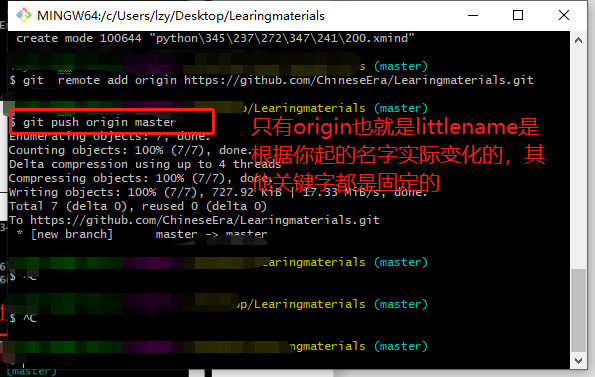 MINGW64:/c/Users/lzy/Desktop/Learingmaterials
create mode 100644 "python\345\237\272\347\241\200.xmind"
s (master)
$ git  remote add origin https://github.com/ChineseEra/Learingmaterials.git
p/Learingmaterials (master)
$ git push origin master
Enumerating objects: 7, done.
Counting objects: 100% (7/7), done.
Delta compression using up to 4 threads
Compressing objects: 100% (7/7), done.
Writing objects: 100% (7/7), 727.92 KiB | 17.33 MiB/s, done.
Total 7 (delta 0), reused 0 (delta 0)
To https://github.com/ChineseEra/Learingmaterials.git
* [new branch]      master -> master
只有origin也就是littlename是
根据你起的名字实际变化的，其
他关键字都是固定的
/Learingmaterials (master)
$ ^C
op/Learingmaterials (master)
$ ^C
Learingmaterials (master)
(master)